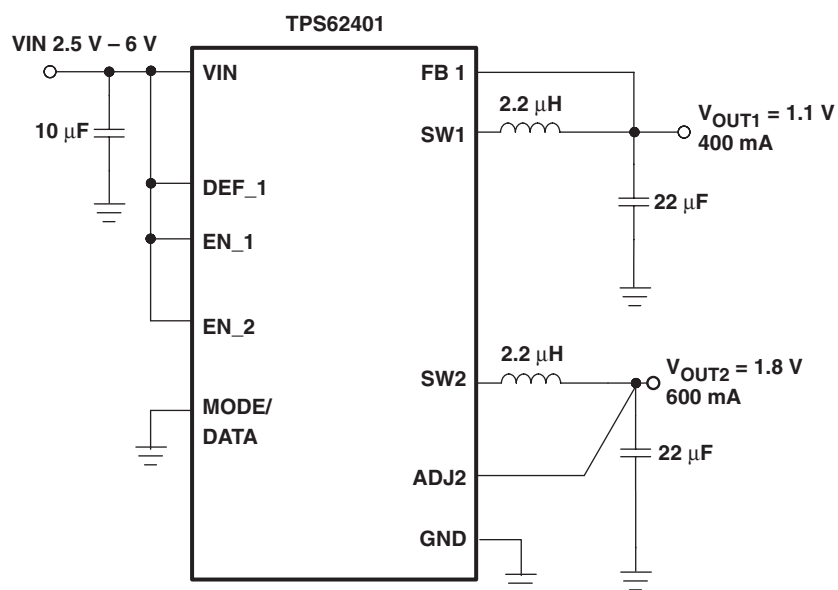 TPS62401
VIN 2.5 V – 6 V
VIN
FB 1
2.2 μH
V_OUT1 = 1.1 V
400 mA
10 μF
SW1
DEF_1
22 μF
EN_1
EN_2
2.2 μH
V_OUT2 = 1.8 V
600 mA
SW2
MODE/
DATA
22 μF
ADJ2
GND